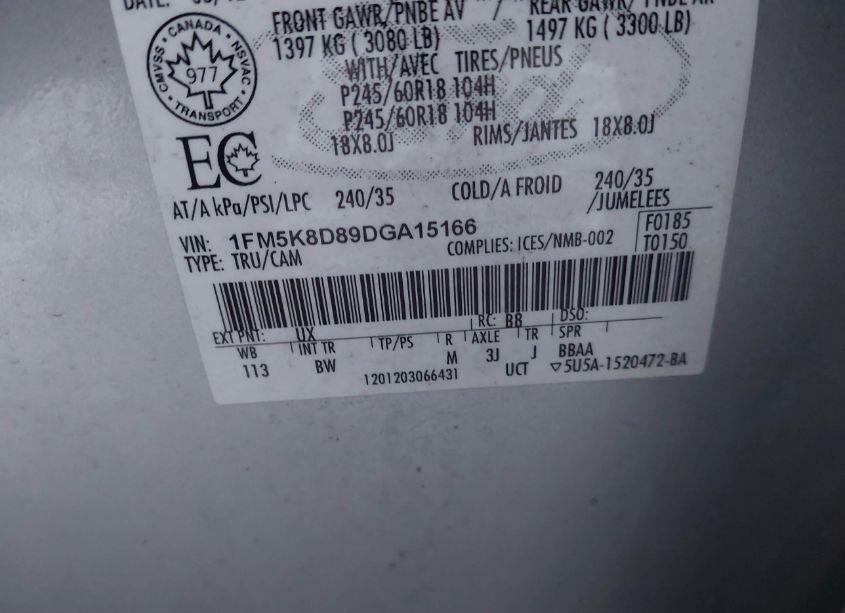 DATE:
FRONT GAWR/PNBE AV
REAR GAWR/ PNBE AR
1397 KG ( 3080 LB)
1497 KG ( 3300 LB)
WITH/AVEC TIRES/PNEUS
P245/60R18 104H
P245/60R18 104H
18X8.0J RIMS/JANTES 18X8.0J
CANADA
CMVSS 977 NSVAC
TRANSPORT
EC
AT/A kPa/PSI/LPC 240/35 COLD/A FROID 240/35
/JUMELEES
VIN: 1FM5K8D89DGA15166
F0185
TYPE: TRU/CAM COMPLIES: ICES/NMB-002 T0150
EXT PNT: UX RC: B8 DSO:
WB INT TR TP/PS R AXLE TR SPR
113 BW M 3J J BBAA
1201203066431 UCT ▽5U5A-1520472-BA
Ford